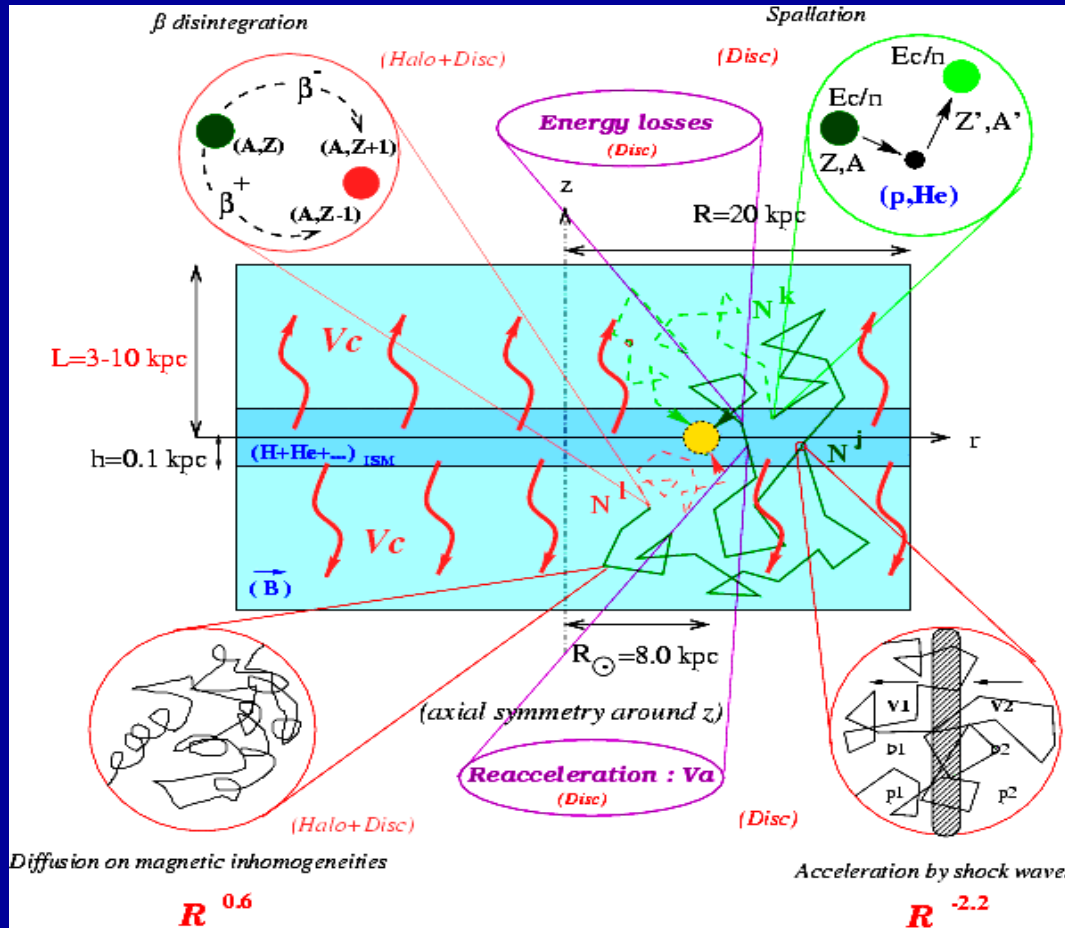 β disintegration
Spallation
(Halo+Disc)
(Disc)
Ec/n
Ec/n
Z,A
Z',A'
(p,He)
β⁻
(A,Z)
(A,Z+1)
β⁺
(A,Z-1)
Energy losses
(Disc)
z
R=20 kpc
N^k
Vc
L=3-10 kpc
(H+He+...) ISM
r
h=0.1 kpc
N^j
N^l
Vc
(B)
R☉=8.0 kpc
(axial symmetry around z)
V1
V2
p1
p2
p1
p2
Reacceleration : Va
(Disc)
(Halo+Disc)
(Disc)
Diffusion on magnetic inhomogeneities
Acceleration by shock wave
R 0.6
R -2.2